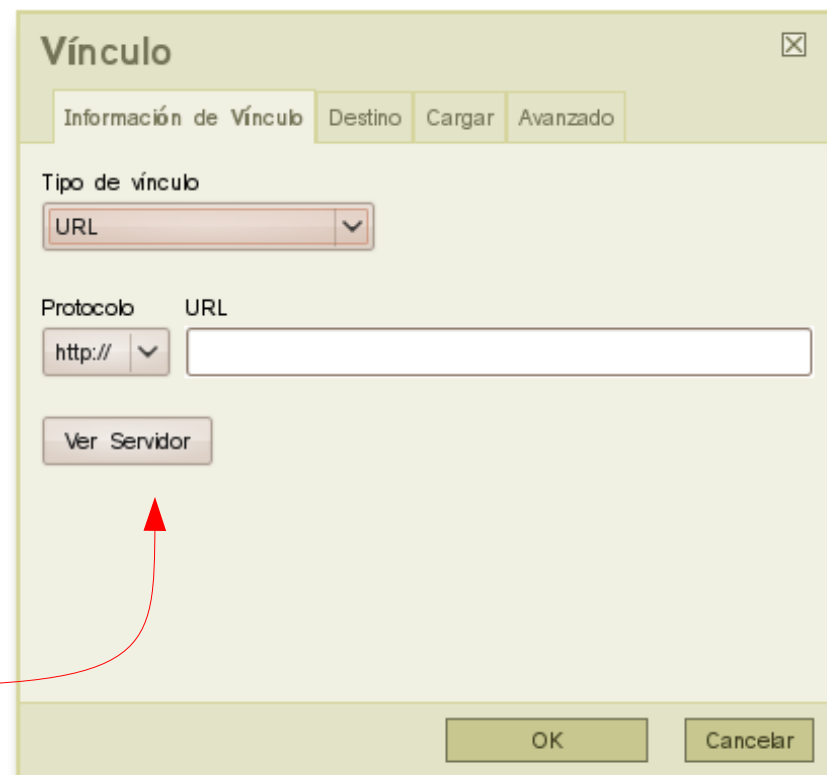 Vínculo
Información de Vínculo Destino Cargar Avanzado
Tipo de vínculo
URL
Protocolo URL
http://
Ver Servidor
OK Cancelar